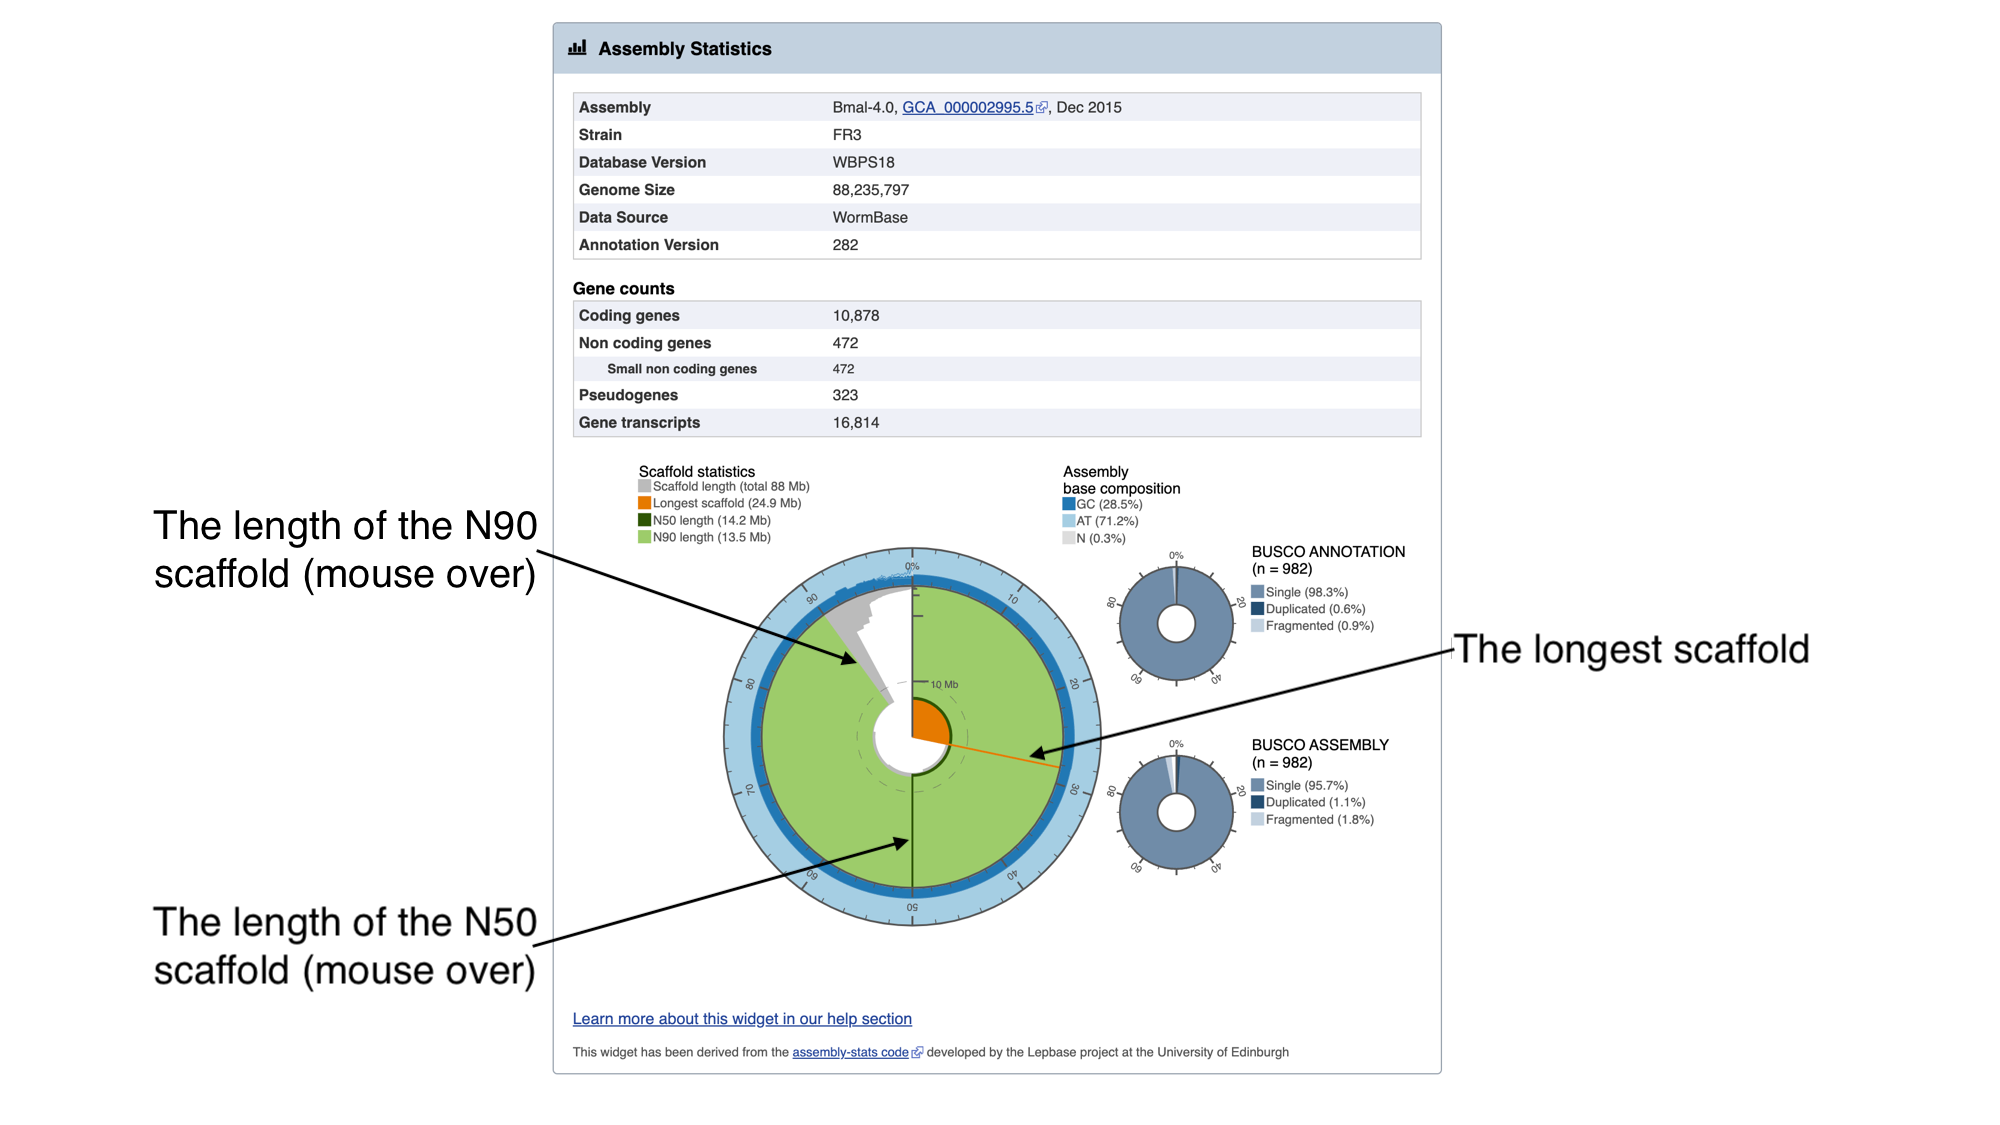 Assembly Statistics
Assembly Bmal-4.0, GCA_000002995.5, Dec 2015
Strain FR3
Database Version WBPS18
Genome Size 88,235,797
Data Source WormBase
Annotation Version 282
Gene counts
Coding genes 10,878
Non coding genes 472
Small non coding genes 472
Pseudogenes 323
Gene transcripts 16,814
Scaffold statistics
Scaffold length (total 88 Mb)
Longest scaffold (24.9 Mb)
N50 length (14.2 Mb)
N90 length (13.5 Mb)
Assembly
base composition
GC (28.5%)
AT (71.2%)
N (0.3%)
The length of the N90
scaffold (mouse over)
0%
10
20
30
40
50
60
70
80
90
10 Mb
BUSCO ANNOTATION
(n = 982)
Single (98.3%)
Duplicated (0.6%)
Fragmented (0.9%)
0%
20
40
60
80
The longest scaffold
BUSCO ASSEMBLY
(n = 982)
Single (95.7%)
Duplicated (1.1%)
Fragmented (1.8%)
0%
20
40
60
80
The length of the N50
scaffold (mouse over)
Learn more about this widget in our help section
This widget has been derived from the assembly-stats code developed by the Lepbase project at the University of Edinburgh